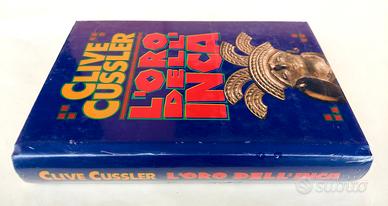 CLIVE
CUSSLER
L'ORO
DELL'
INCA
CLIVE CUSSLER L'ORO DELL'INCA
subito